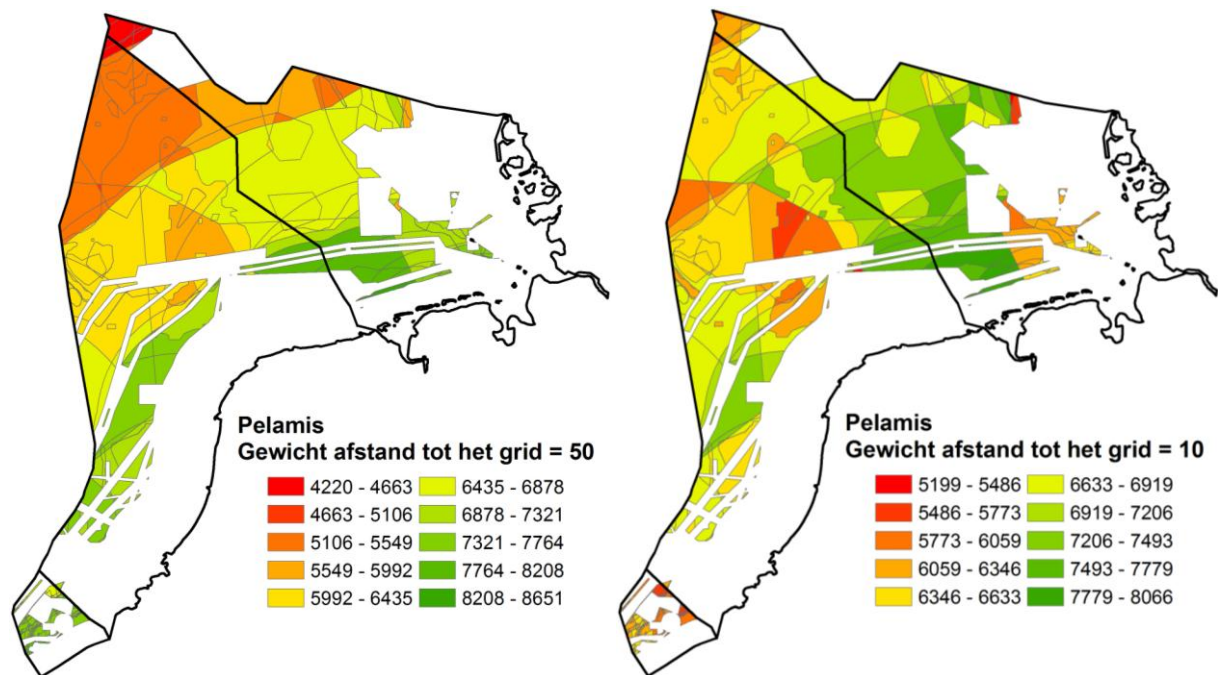 Pelamis
Gewicht afstand tot het grid = 50
4220 - 4663 6435 - 6878
4663 - 5106 6878 - 7321
5106 - 5549 7321 - 7764
5549 - 5992 7764 - 8208
5992 - 6435 8208 - 8651
Pelamis
Gewicht afstand tot het grid = 10
5199 - 5486 6633 - 6919
5486 - 5773 6919 - 7206
5773 - 6059 7206 - 7493
6059 - 6346 7493 - 7779
6346 - 6633 7779 - 8066